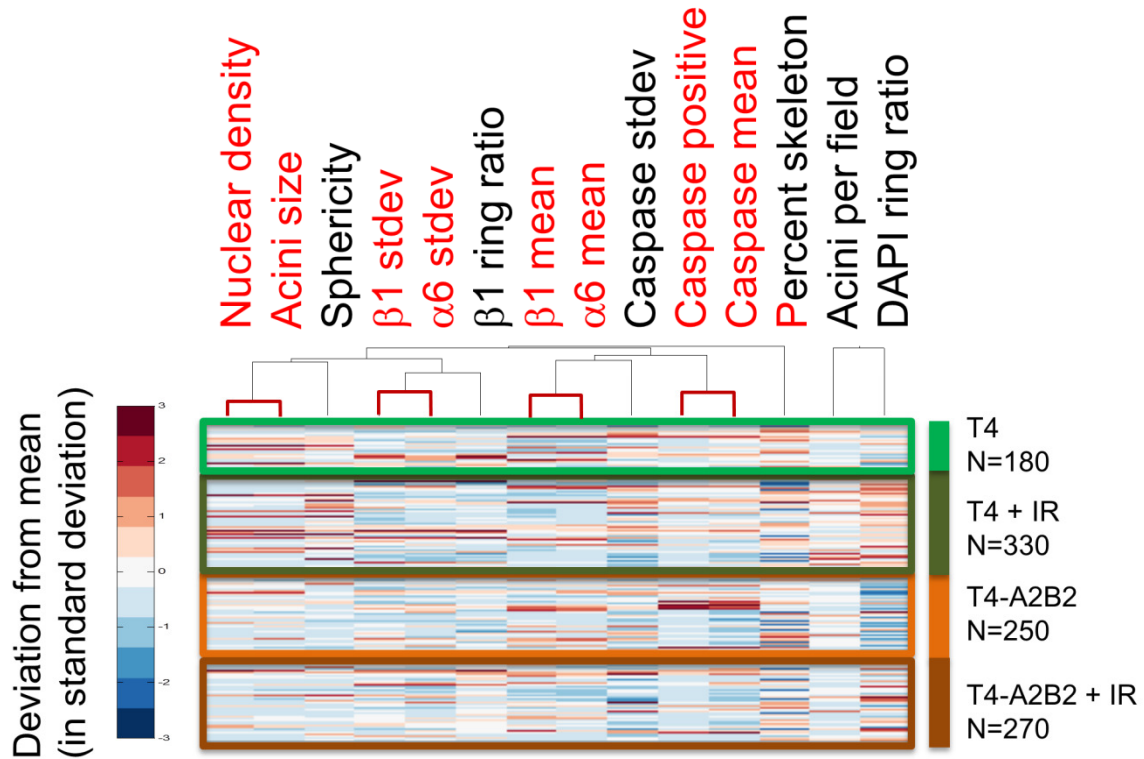 Nuclear density
Acini size
Sphericity
β1 stdev
α6 stdev
β1 ring ratio
β1 mean
α6 mean
Caspase stdev
Caspase positive
Caspase mean
Percent skeleton
Acini per field
DAPI ring ratio
Deviation from mean
(in standard deviation)
3
2
1
0
-1
-2
-3
T4
N=180
T4 + IR
N=330
T4-A2B2
N=250
T4-A2B2 + IR
N=270